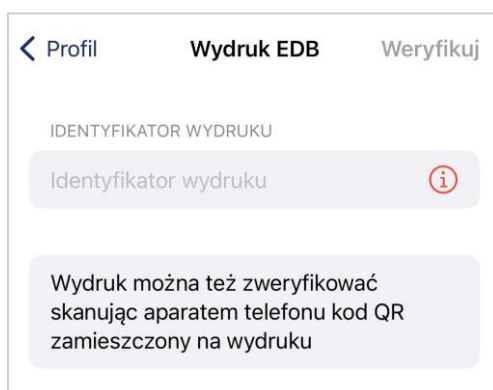 Profil Wydruk EDB Weryfikuj
IDENTYFIKATOR WYDRUKU
Identyfikator wydruku
Wydruk można też zweryfikować
skanując aparatem telefonu kod QR
zamieszczony na wydruku